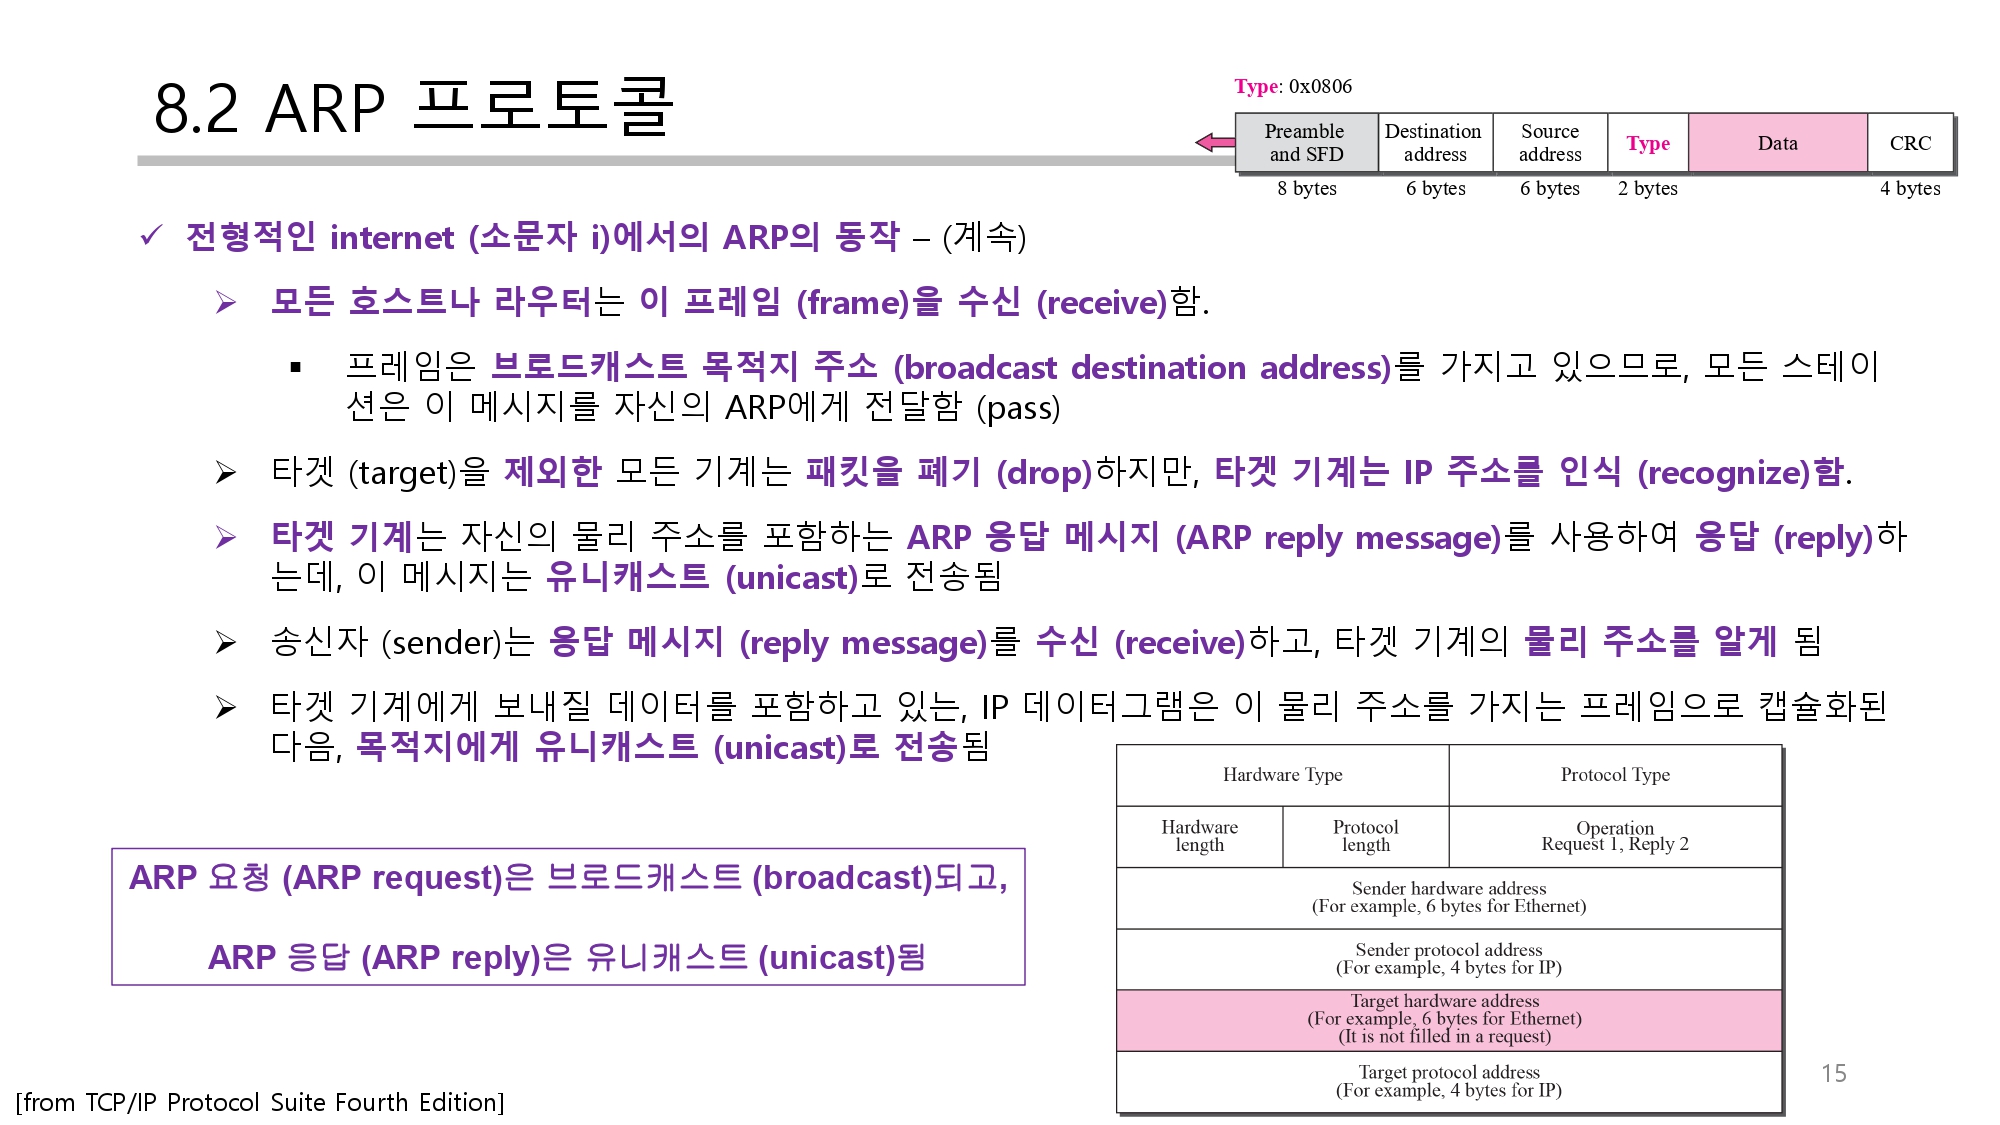 8.2 ARP 프로토콜
Type: 0x0806
Preamble and SFD
Destination address
Source address
Type
Data
CRC
8 bytes
6 bytes
6 bytes
2 bytes
4 bytes
✓ 전형적인 internet (소문자 i)에서의 ARP의 동작 – (계속)
➢ 모든 호스트나 라우터는 이 프레임 (frame)을 수신 (receive)함.
▪ 프레임은 브로드캐스트 목적지 주소 (broadcast destination address)를 가지고 있으므로, 모든 스테이
션은 이 메시지를 자신의 ARP에게 전달함 (pass)
➢ 타겟 (target)을 제외한 모든 기계는 패킷을 폐기 (drop)하지만, 타겟 기계는 IP 주소를 인식 (recognize)함.
➢ 타겟 기계는 자신의 물리 주소를 포함하는 ARP 응답 메시지 (ARP reply message)를 사용하여 응답 (reply)하
는데, 이 메시지는 유니캐스트 (unicast)로 전송됨
➢ 송신자 (sender)는 응답 메시지 (reply message)를 수신 (receive)하고, 타겟 기계의 물리 주소를 알게 됨
➢ 타겟 기계에게 보내질 데이터를 포함하고 있는, IP 데이터그램은 이 물리 주소를 가지는 프레임으로 캡슐화된
다음, 목적지에게 유니캐스트 (unicast)로 전송됨
Hardware Type
Protocol Type
Hardware length
Protocol length
Operation
Request 1, Reply 2
Sender hardware address
(For example, 6 bytes for Ethernet)
Sender protocol address
(For example, 4 bytes for IP)
Target hardware address
(For example, 6 bytes for Ethernet)
(It is not filled in a request)
Target protocol address
(For example, 4 bytes for IP)
ARP 요청 (ARP request)은 브로드캐스트 (broadcast)되고,
ARP 응답 (ARP reply)은 유니캐스트 (unicast)됨
15
[from TCP/IP Protocol Suite Fourth Edition]